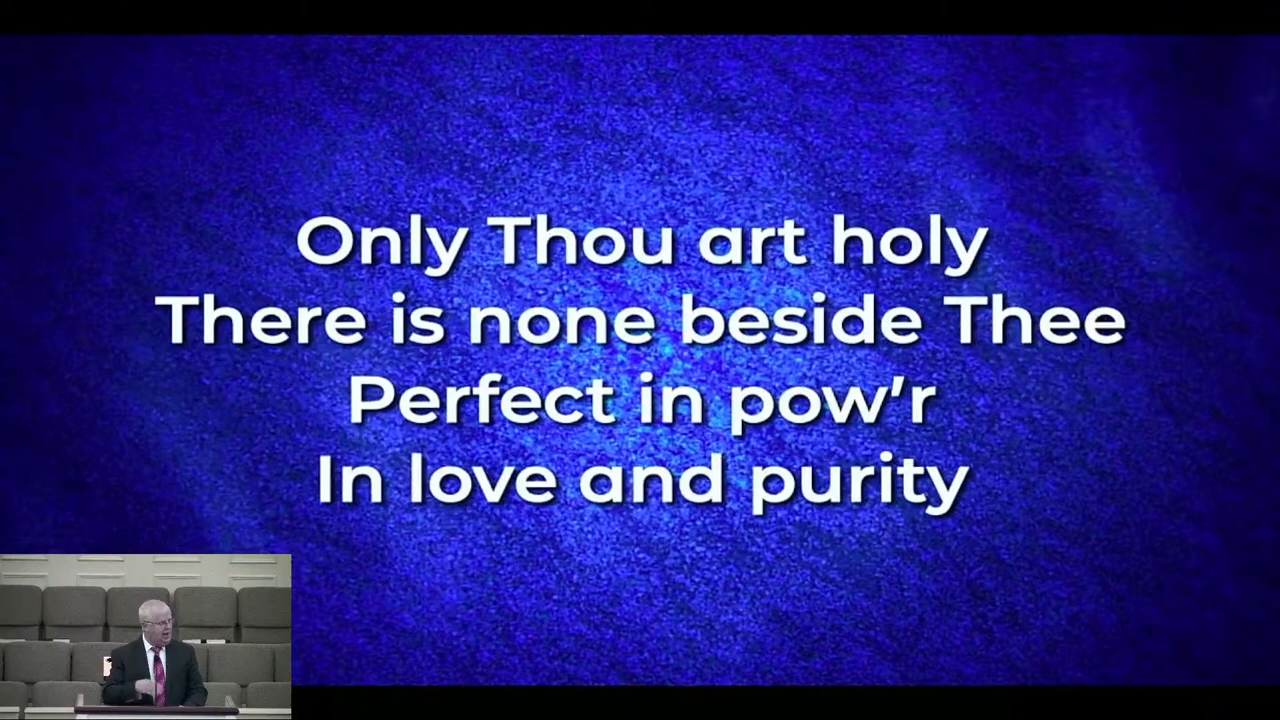 Only Thou art holy
There is none beside Thee
Perfect in pow'r
In love and purity